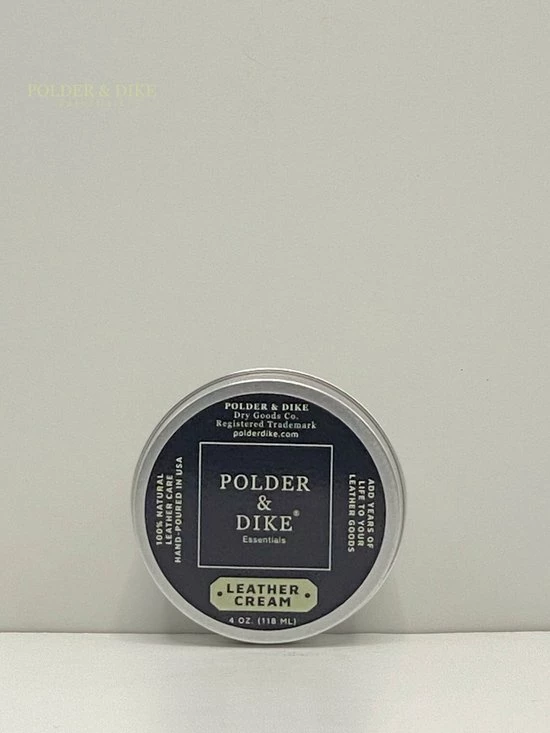 POLDER & DIKE
POLDER & DIKE
Dry Goods Co.
Registered Trademark
polderdike.com
100% NATURAL
LEATHER CARE
HAND-POURED IN USA
POLDER
&
DIKE®
Essentials
ADD YEARS OF
LIFE TO YOUR
LEATHER GOODS
LEATHER
CREAM
4 OZ. (118 ML)